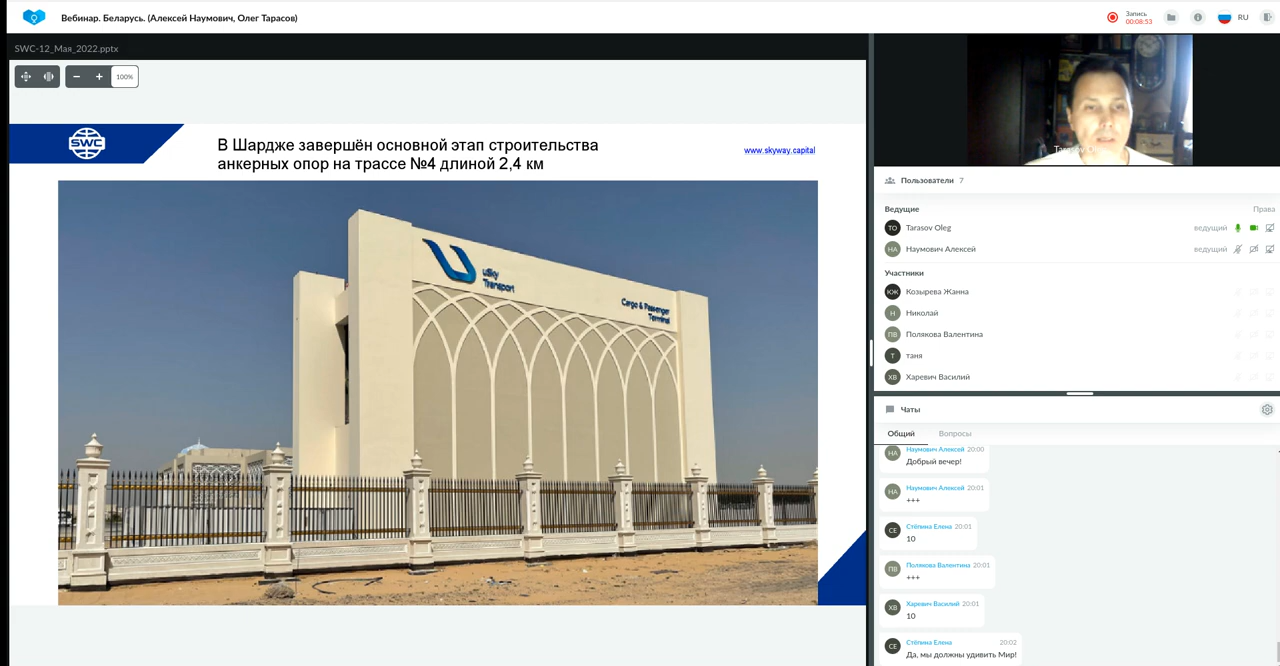 Вебинар. Беларусь. (Алексей Наумович, Олег Тарасов)
Запись
00:08:53
RU
SWC-12_Мая_2022.pptx
100%
SWC
В Шардже завершён основной этап строительства
анкерных опор на трассе №4 длиной 2,4 км
www.skyway.capital
uSky
Transport
Cargo & Passenger
Terminal
Tarasov
Пользователи 7
Ведущие
Права
TO Tarasov Oleg ведущий
НА Наумович Алексей ведущий
Участники
КЖ Козырева Жанна
Н Николай
ПВ Полякова Валентина
Т таня
ХВ Харевич Василий
Чаты
Общий Вопросы
НА Наумович Алексей 20:00
Добрый вечер!
НА Наумович Алексей 20:01
+++
СЕ Стёпина Елена 20:01
10
ПВ Полякова Валентина 20:01
+++
ХВ Харевич Василий 20:01
10
СЕ Стёпина Елена 20:02
Да, мы должны удивить Мир!